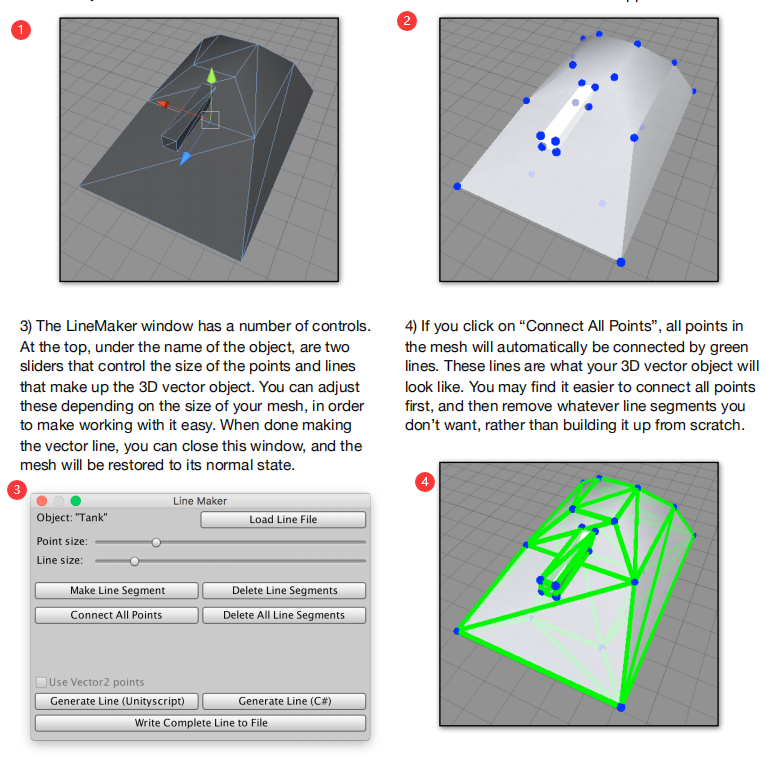 1
2
3) The LineMaker window has a number of controls.
At the top, under the name of the object, are two
sliders that control the size of the points and lines
that make up the 3D vector object. You can adjust
these depending on the size of your mesh, in order
to make working with it easy. When done making
the vector line, you can close this window, and the
mesh will be restored to its normal state.
4) If you click on “Connect All Points”, all points in
the mesh will automatically be connected by green
lines. These lines are what your 3D vector object will
look like. You may find it easier to connect all points
first, and then remove whatever line segments you
don’t want, rather than building it up from scratch.
3
Line Maker
Object: "Tank"
Load Line File
Point size:
Line size:
Make Line Segment
Delete Line Segments
Connect All Points
Delete All Line Segments
Use Vector2 points
Generate Line (Unityscript)
Generate Line (C#)
Write Complete Line to File
4